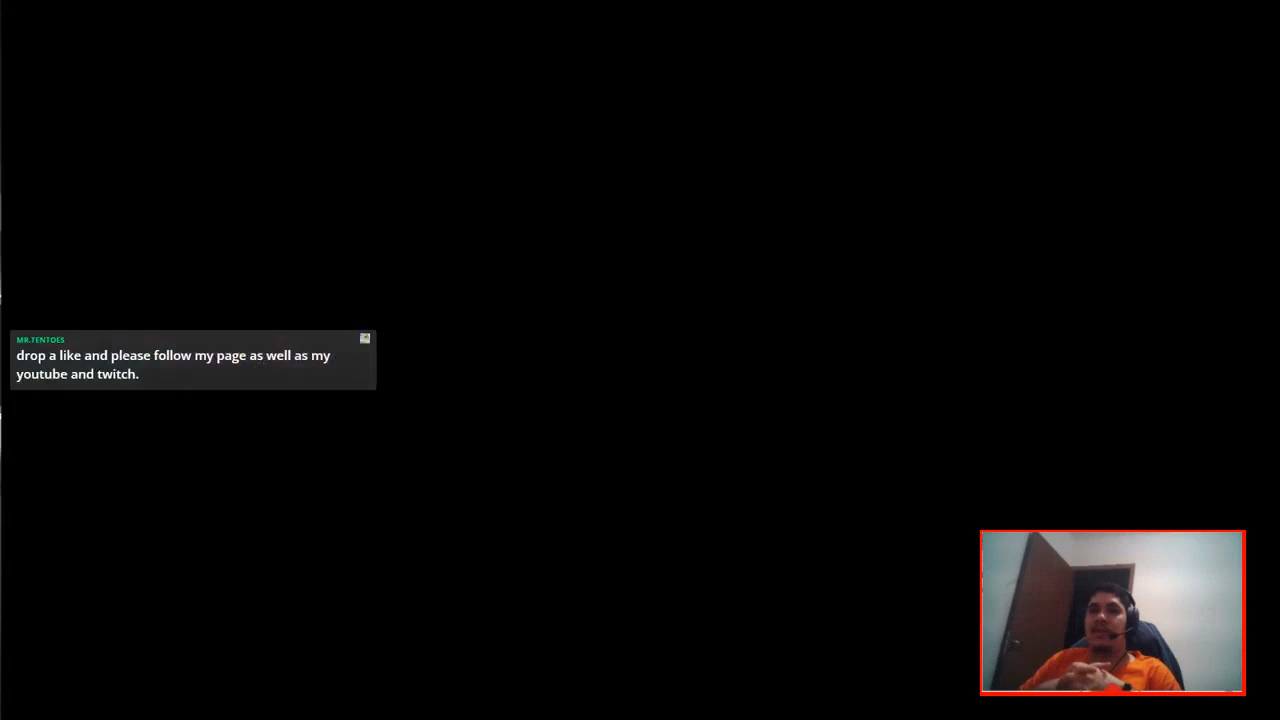 MR.TENTOES
drop a like and please follow my page as well as my
youtube and twitch.